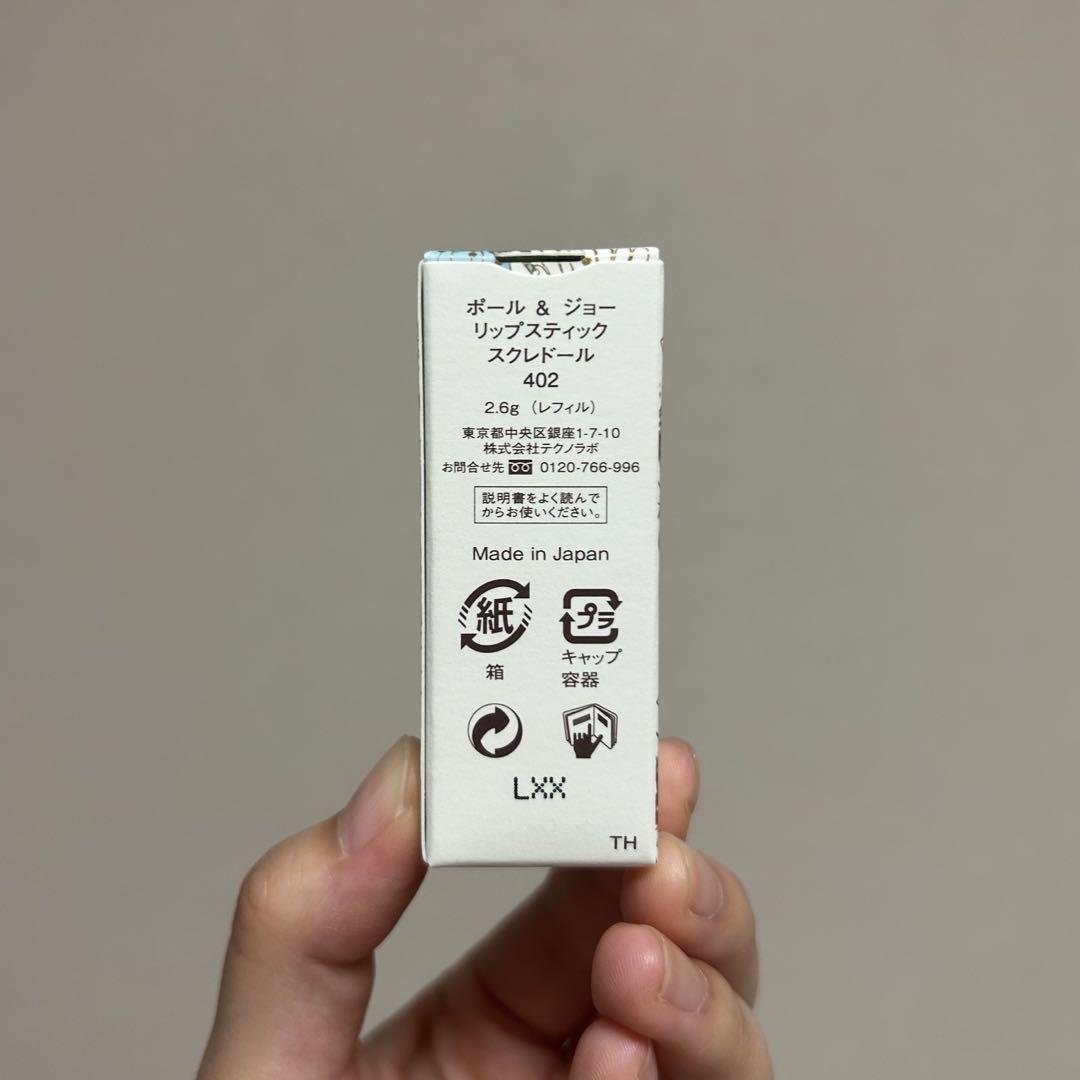 ポール & ジョー
リップスティック
スクレドール
402
2.6g (レフィル)
東京都中央区銀座1-7-10
株式会社テクノラボ
お問合せ先 0120-766-996
説明書をよく読んで
からお使いください。
Made in Japan
紙 プラ
箱 キャップ
容器
LXX
TH